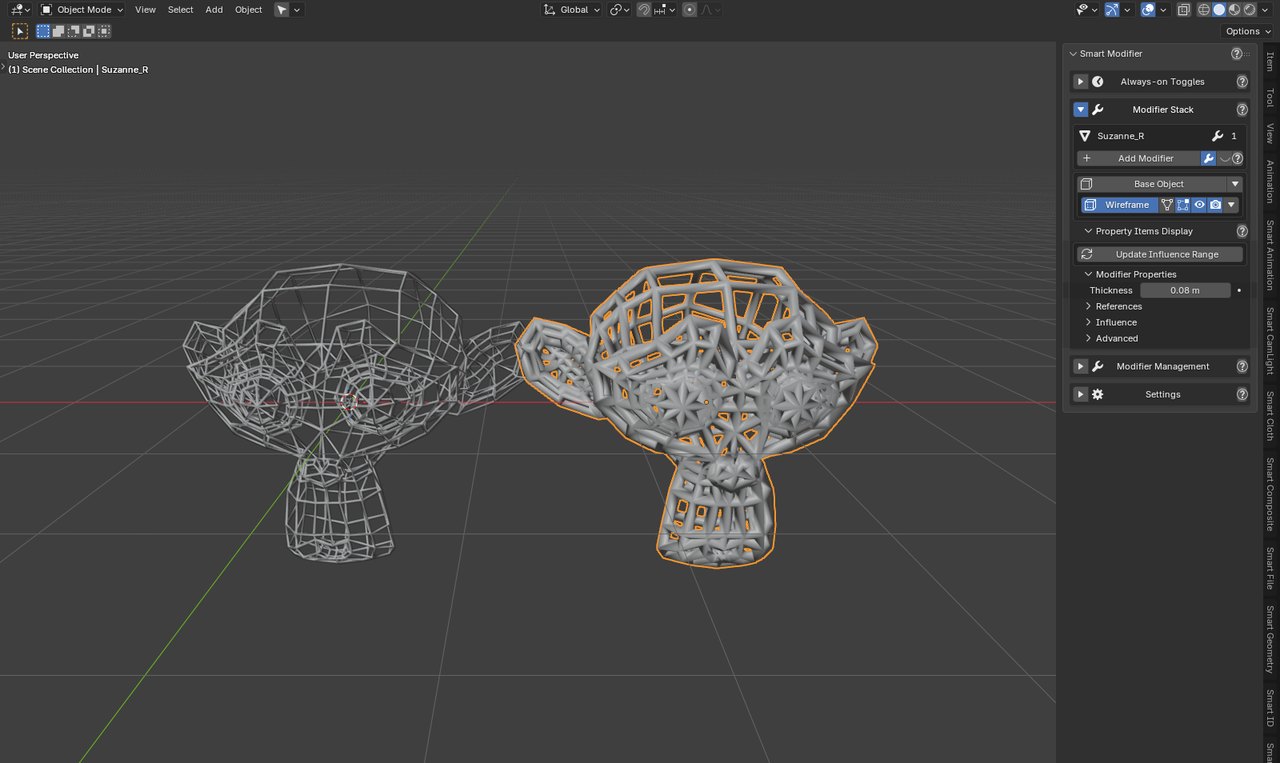 Object Mode
View
Select
Add
Object
Global
Options
User Perspective
(1) Scene Collection | Suzanne_R
Smart Modifier
Always-on Toggles
Modifier Stack
Suzanne_R
1
Add Modifier
Base Object
Wireframe
Property Items Display
Update Influence Range
Modifier Properties
Thickness
0.08 m
References
Influence
Advanced
Modifier Management
Settings
Item
Tool
View
Animation
Smart Animation
Smart CamLight
Smart Cloth
Smart Composite
Smart File
Smart Geometry
Smart ID
Sma